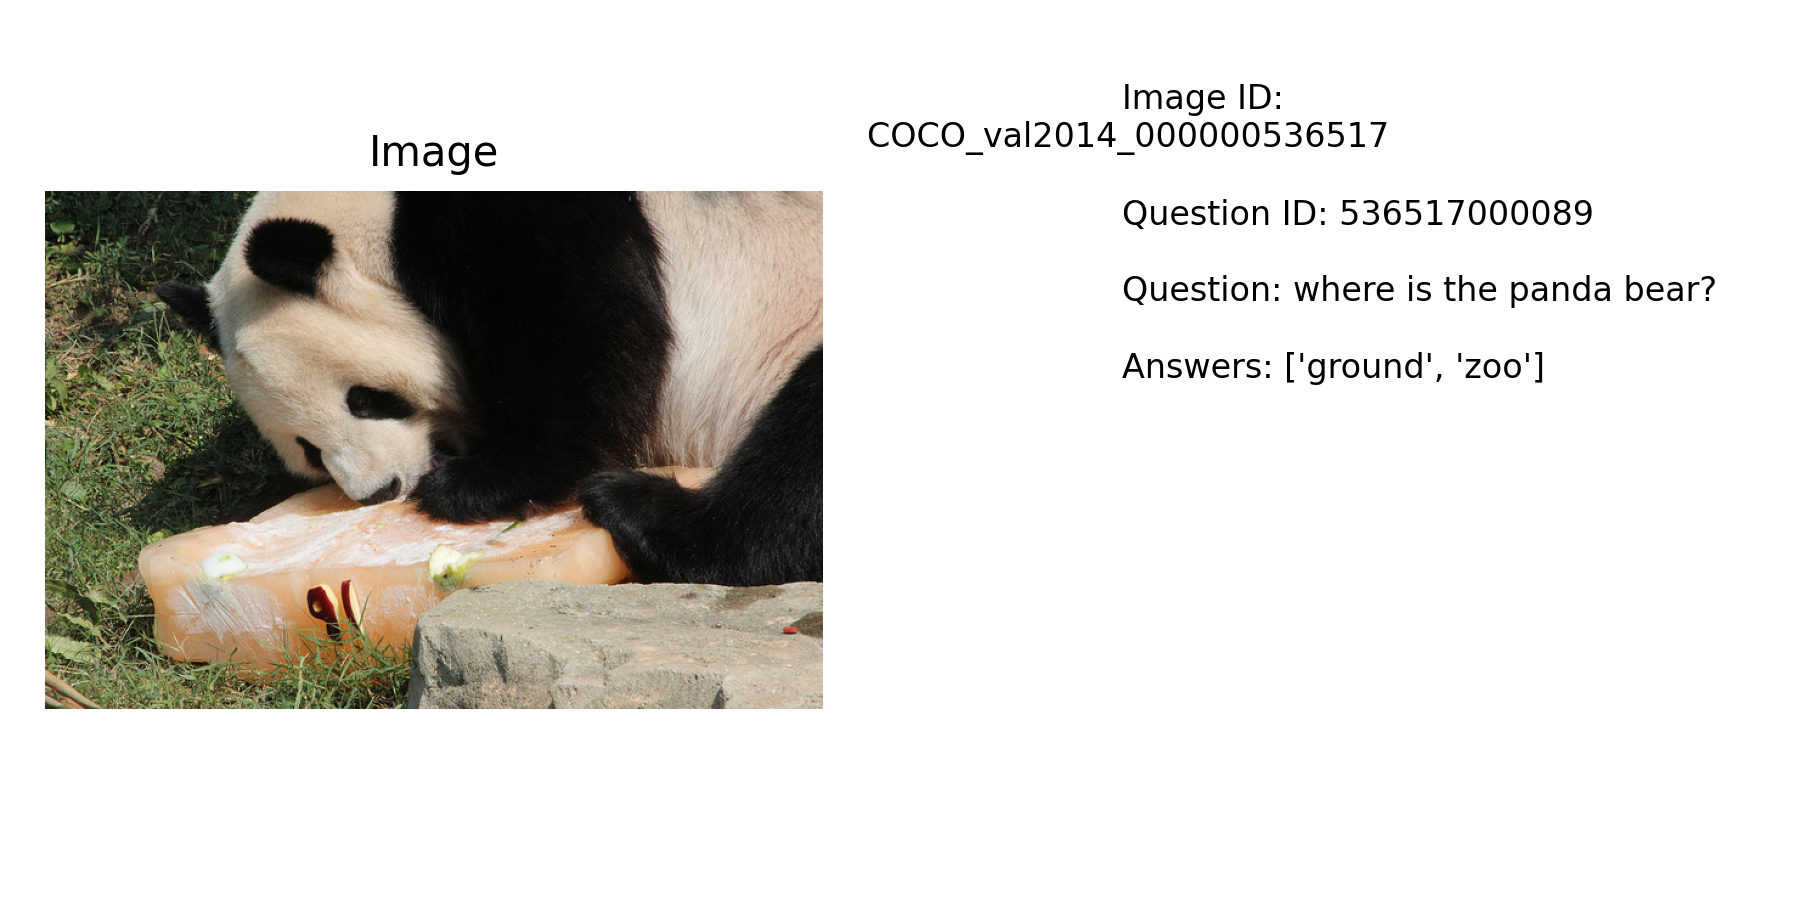 Image
Image ID:
COCO_val2014_000000536517
Question ID: 536517000089
Question: where is the panda bear?
Answers: ['ground', 'zoo']